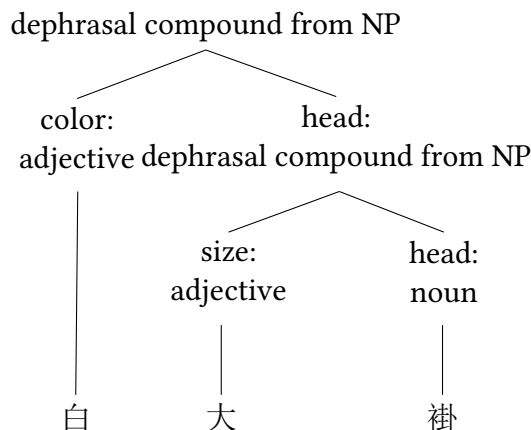 dephrasal compound from NP
color:
adjective
head:
dephrasal compound from NP
size:
adjective
head:
noun
白 大 褂